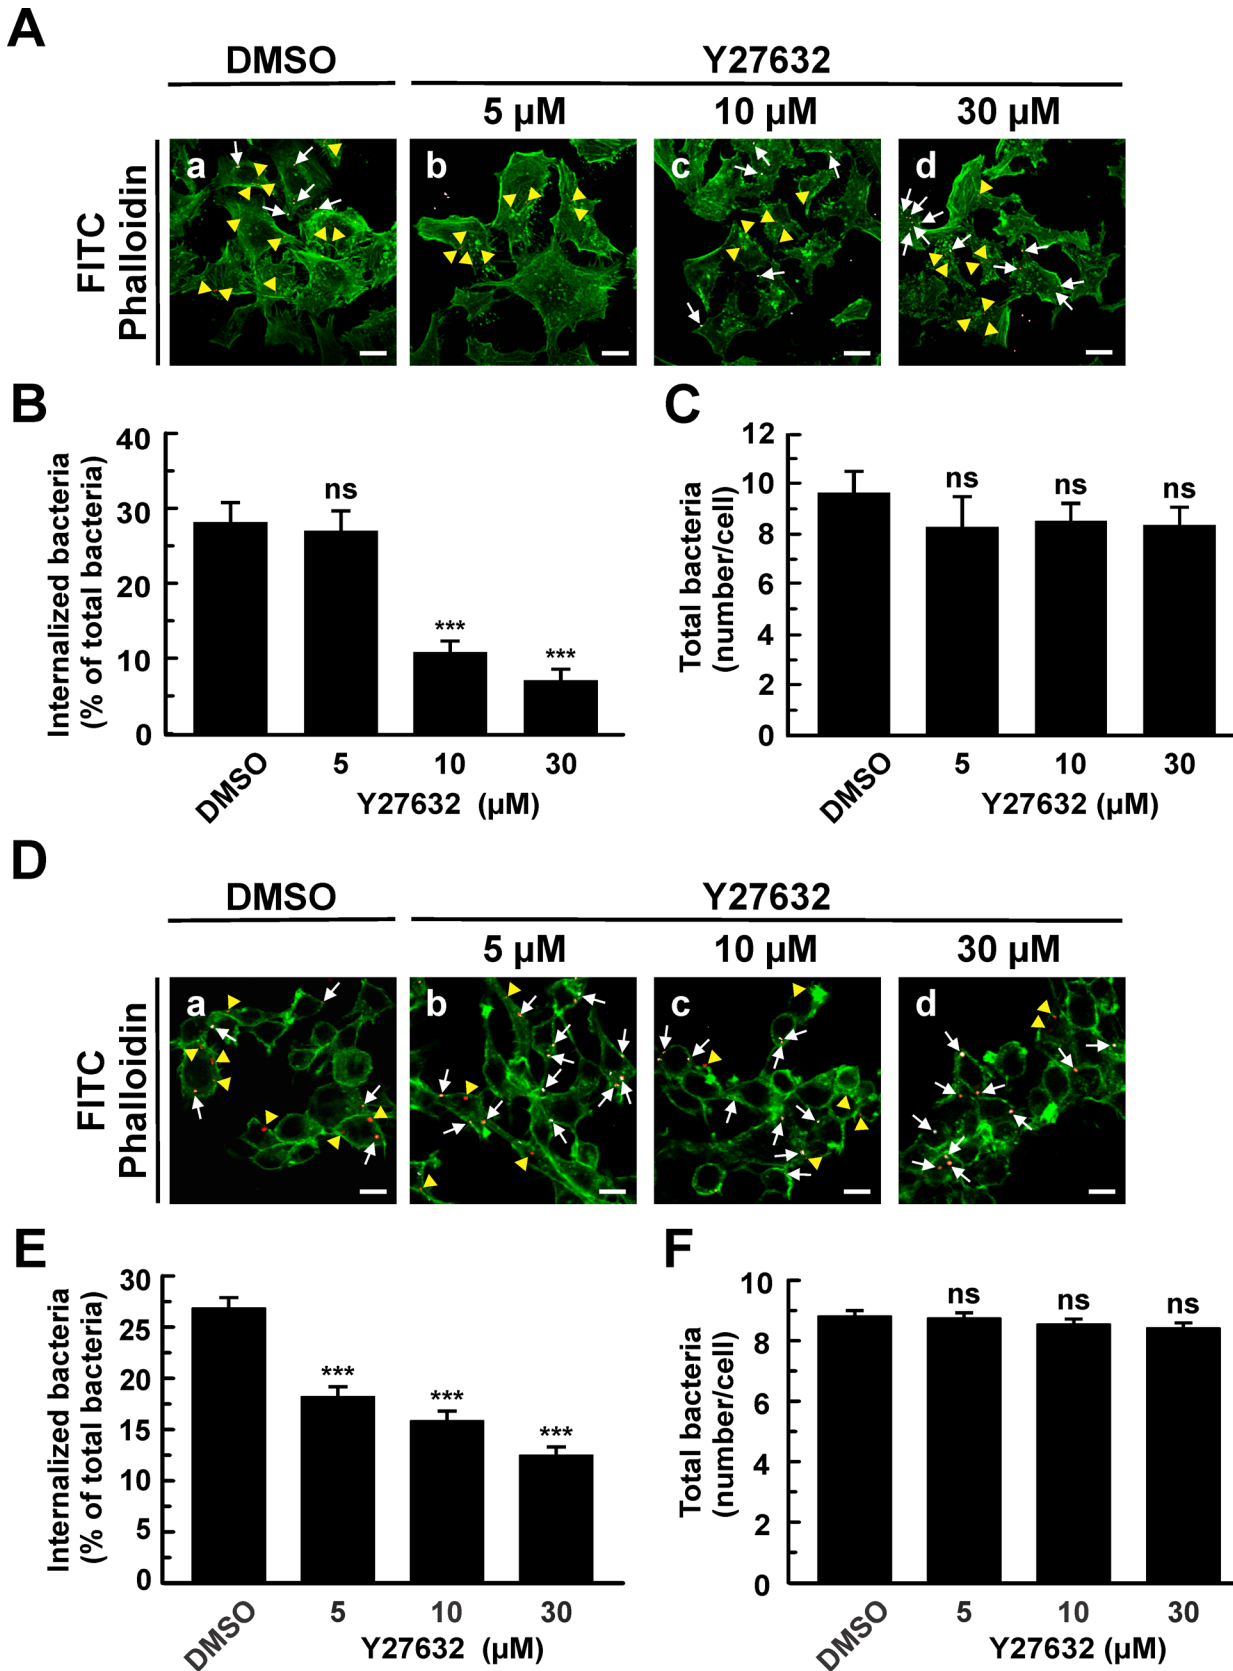 A
DMSO
Y27632
5 µM
10 µM
30 µM
FITC
Phalloidin
a
b
c
d
B
Internalized bacteria
(% of total bacteria)
40
30
20
10
0
ns
***
***
DMSO
5
10
30
Y27632 (µM)
C
Total bacteria
(number/cell)
12
10
8
6
4
2
0
ns
ns
ns
DMSO
5
10
30
Y27632 (µM)
D
DMSO
Y27632
5 µM
10 µM
30 µM
FITC
Phalloidin
a
b
c
d
E
Internalized bacteria
(% of total bacteria)
30
25
20
15
10
5
0
***
***
***
DMSO
5
10
30
Y27632 (µM)
F
Total bacteria
(number/cell)
10
8
6
4
2
0
ns
ns
ns
DMSO
5
10
30
Y27632 (µM)